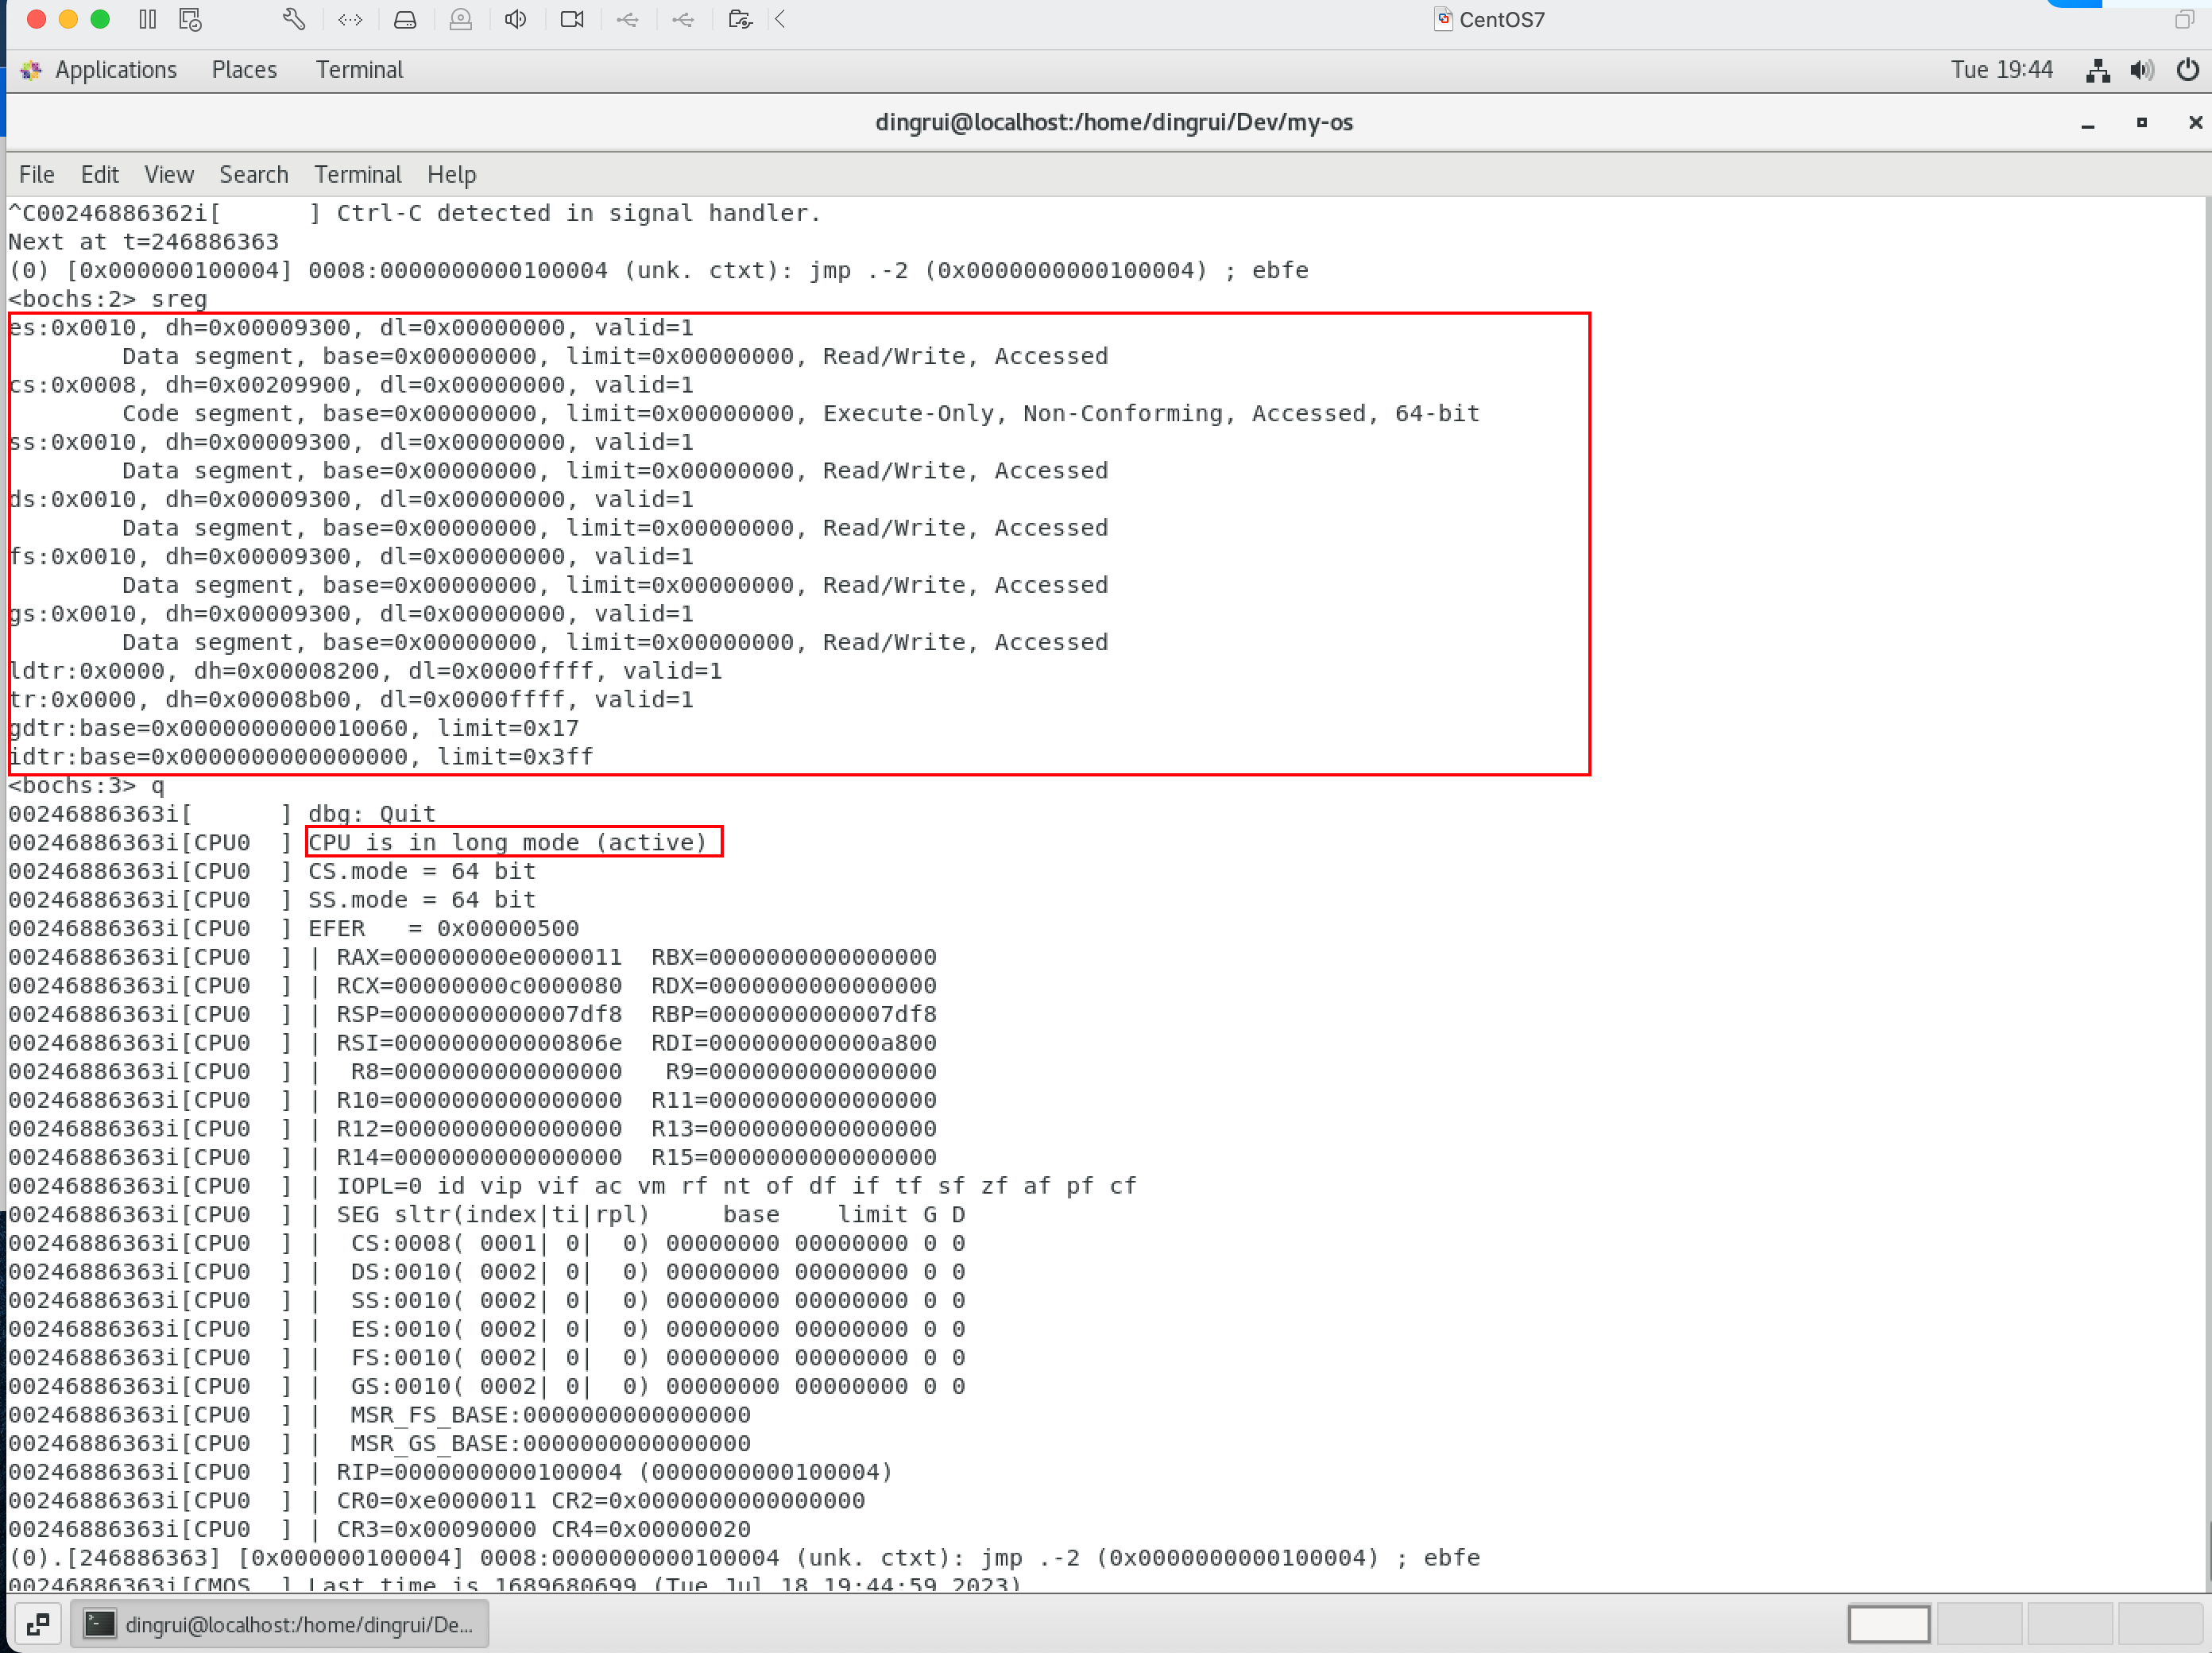 CentOS7
Applications Places Terminal Tue 19:44
dingrui@localhost:/home/dingrui/Dev/my-os
File Edit View Search Terminal Help
^C00246886362i[      ] Ctrl-C detected in signal handler.
Next at t=246886363
(0) [0x000000100004] 0008:0000000000100004 (unk. ctxt): jmp .-2 (0x0000000000100004) ; ebfe
<bochs:2> sreg
es:0x0010, dh=0x00009300, dl=0x00000000, valid=1
        Data segment, base=0x00000000, limit=0x00000000, Read/Write, Accessed
cs:0x0008, dh=0x00209900, dl=0x00000000, valid=1
        Code segment, base=0x00000000, limit=0x00000000, Execute-Only, Non-Conforming, Accessed, 64-bit
ss:0x0010, dh=0x00009300, dl=0x00000000, valid=1
        Data segment, base=0x00000000, limit=0x00000000, Read/Write, Accessed
ds:0x0010, dh=0x00009300, dl=0x00000000, valid=1
        Data segment, base=0x00000000, limit=0x00000000, Read/Write, Accessed
fs:0x0010, dh=0x00009300, dl=0x00000000, valid=1
        Data segment, base=0x00000000, limit=0x00000000, Read/Write, Accessed
gs:0x0010, dh=0x00009300, dl=0x00000000, valid=1
        Data segment, base=0x00000000, limit=0x00000000, Read/Write, Accessed
ldtr:0x0000, dh=0x00008200, dl=0x0000ffff, valid=1
tr:0x0000, dh=0x00008b00, dl=0x0000ffff, valid=1
gdtr:base=0x0000000000010060, limit=0x17
idtr:base=0x0000000000000000, limit=0x3ff
<bochs:3> q
00246886363i[      ] dbg: Quit
00246886363i[CPU0  ] CPU is in long mode (active)
00246886363i[CPU0  ] CS.mode = 64 bit
00246886363i[CPU0  ] SS.mode = 64 bit
00246886363i[CPU0  ] EFER   = 0x00000500
00246886363i[CPU0  ] | RAX=00000000e0000011  RBX=0000000000000000
00246886363i[CPU0  ] | RCX=00000000c0000080  RDX=0000000000000000
00246886363i[CPU0  ] | RSP=0000000000007df8  RBP=0000000000007df8
00246886363i[CPU0  ] | RSI=000000000000806e  RDI=000000000000a800
00246886363i[CPU0  ] |  R8=0000000000000000   R9=0000000000000000
00246886363i[CPU0  ] | R10=0000000000000000  R11=0000000000000000
00246886363i[CPU0  ] | R12=0000000000000000  R13=0000000000000000
00246886363i[CPU0  ] | R14=0000000000000000  R15=0000000000000000
00246886363i[CPU0  ] | IOPL=0 id vip vif ac vm rf nt of df if tf sf zf af pf cf
00246886363i[CPU0  ] | SEG sltr(index|ti|rpl)     base    limit G D
00246886363i[CPU0  ] |  CS:0008( 0001| 0|  0) 00000000 00000000 0 0
00246886363i[CPU0  ] |  DS:0010( 0002| 0|  0) 00000000 00000000 0 0
00246886363i[CPU0  ] |  SS:0010( 0002| 0|  0) 00000000 00000000 0 0
00246886363i[CPU0  ] |  ES:0010( 0002| 0|  0) 00000000 00000000 0 0
00246886363i[CPU0  ] |  FS:0010( 0002| 0|  0) 00000000 00000000 0 0
00246886363i[CPU0  ] |  GS:0010( 0002| 0|  0) 00000000 00000000 0 0
00246886363i[CPU0  ] |  MSR_FS_BASE:0000000000000000
00246886363i[CPU0  ] |  MSR_GS_BASE:0000000000000000
00246886363i[CPU0  ] | RIP=0000000000100004 (0000000000100004)
00246886363i[CPU0  ] | CR0=0xe0000011 CR2=0x0000000000000000
00246886363i[CPU0  ] | CR3=0x00090000 CR4=0x00000020
(0).[246886363] [0x000000100004] 0008:0000000000100004 (unk. ctxt): jmp .-2 (0x0000000000100004) ; ebfe
00246886363i[CMOS  ] Last time is 1689680699 (Tue Jul 18 19:44:59 2023)
dingrui@localhost:/home/dingrui/De...